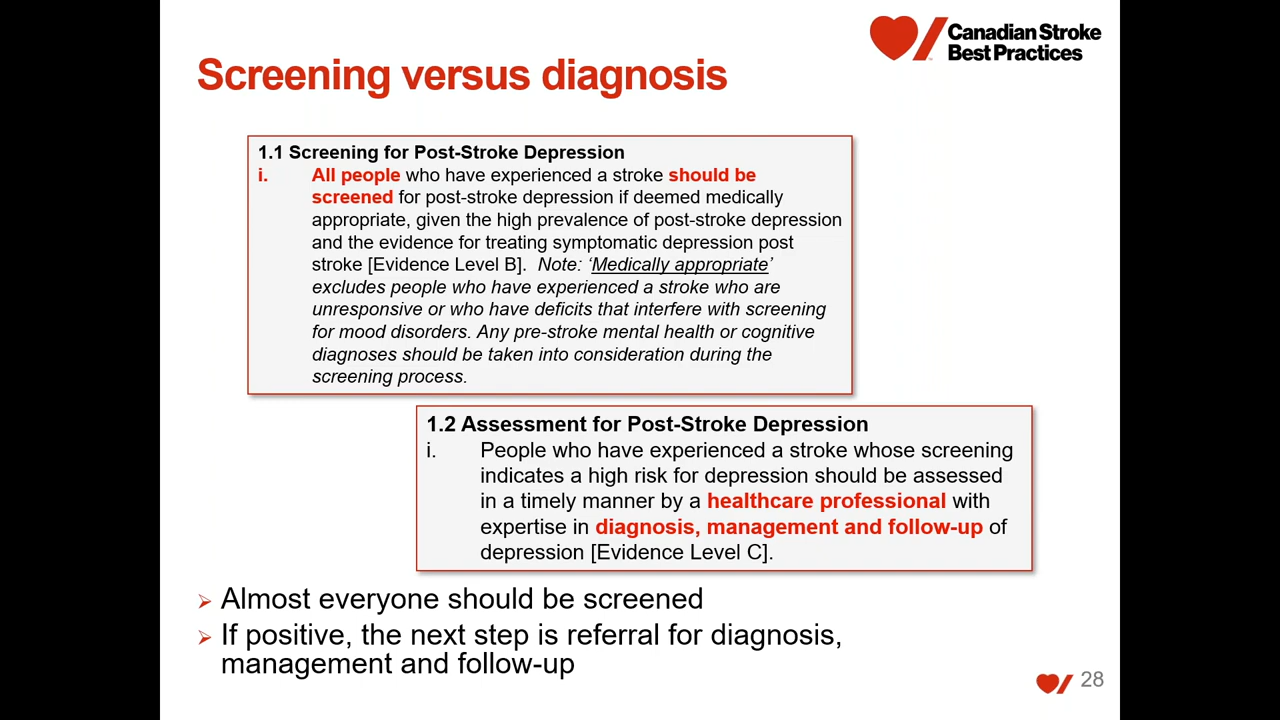 Canadian Stroke
Best Practices
Screening versus diagnosis
1.1 Screening for Post-Stroke Depression
i. All people who have experienced a stroke should be
screened for post-stroke depression if deemed medically
appropriate, given the high prevalence of post-stroke depression
and the evidence for treating symptomatic depression post
stroke [Evidence Level B]. Note: ‘Medically appropriate’
excludes people who have experienced a stroke who are
unresponsive or who have deficits that interfere with screening
for mood disorders. Any pre-stroke mental health or cognitive
diagnoses should be taken into consideration during the
screening process.
1.2 Assessment for Post-Stroke Depression
i. People who have experienced a stroke whose screening
indicates a high risk for depression should be assessed
in a timely manner by a healthcare professional with
expertise in diagnosis, management and follow-up of
depression [Evidence Level C].
➢ Almost everyone should be screened
➢ If positive, the next step is referral for diagnosis,
management and follow-up
28